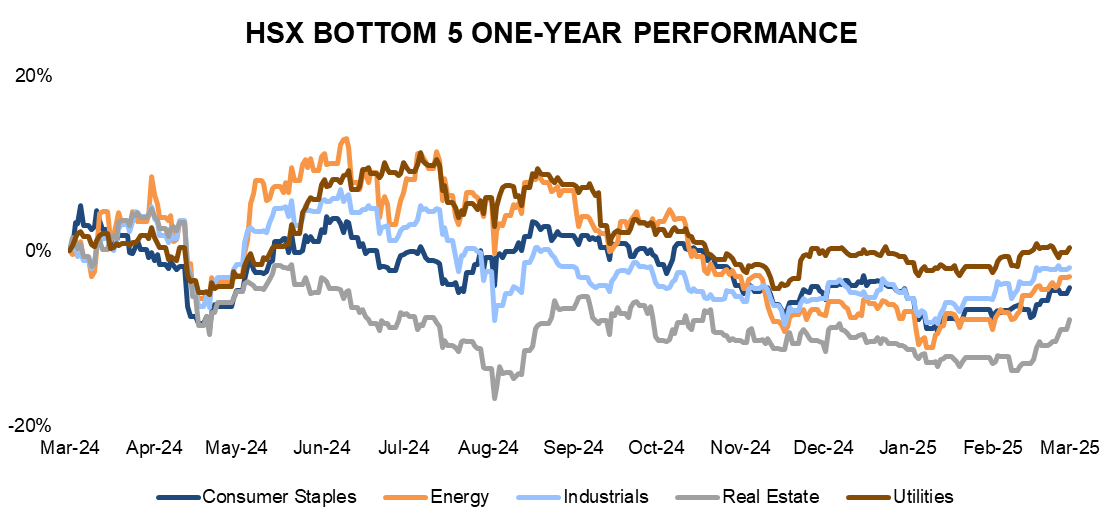 HSX BOTTOM 5 ONE-YEAR PERFORMANCE
20%
0%
-20%
Mar-24 Apr-24 May-24 Jun-24 Jul-24 Aug-24 Sep-24 Oct-24 Nov-24 Dec-24 Jan-25 Feb-25 Mar-25
Consumer Staples Energy Industrials Real Estate Utilities